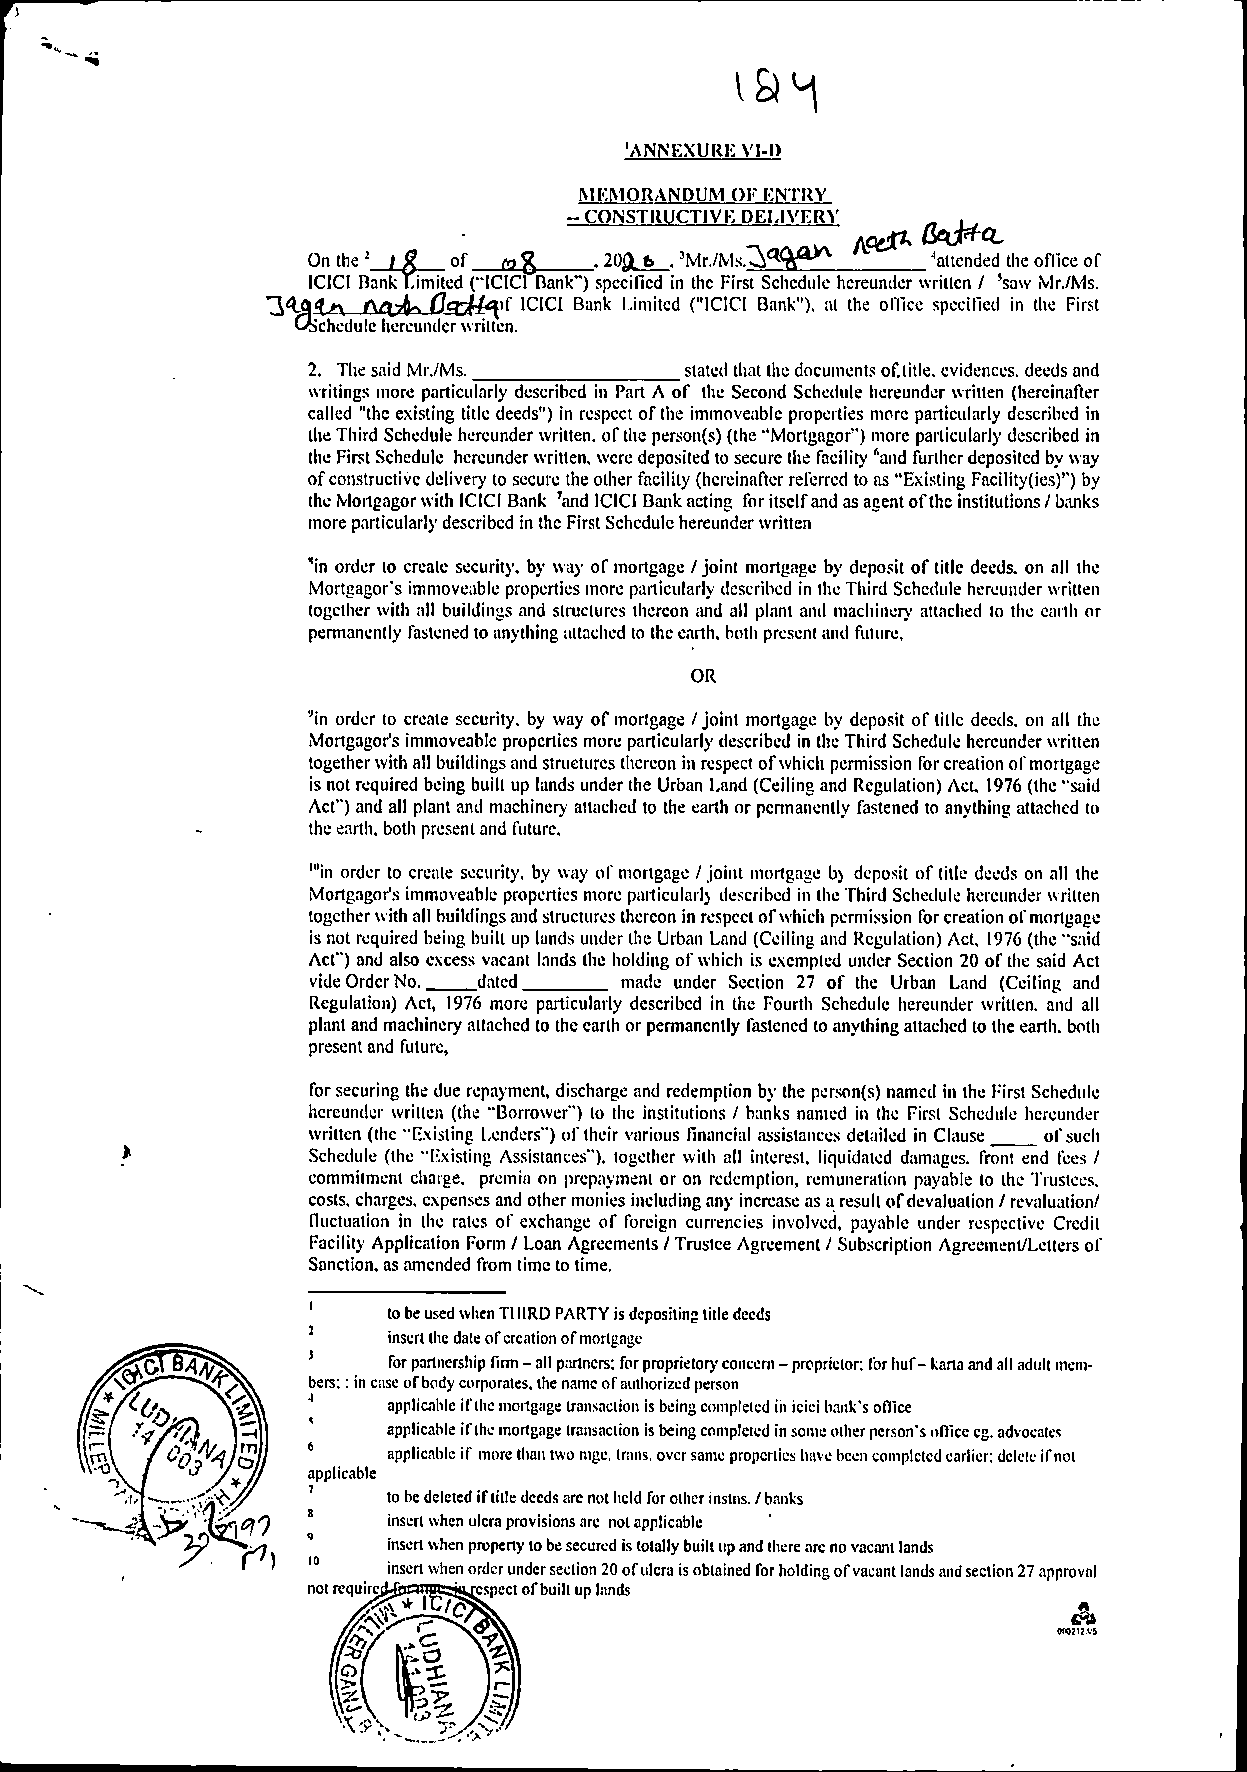 184
¹ANNEXURE VI-D
MEMORANDUM OF ENTRY
-- CONSTRUCTIVE DELIVERY
On the ² 18 of 08, 2026, ³Mr./Ms. Jagan Nath Batta ⁴attended the office of
ICICI Bank Limited ("ICICI Bank") specified in the First Schedule hereunder written / ⁵saw Mr./Ms.
Jagan Nath Batta of ICICI Bank Limited ("ICICI Bank"), at the office specified in the First
Schedule hereunder written.
2. The said Mr./Ms. ____________________ stated that the documents of title, evidences, deeds and
writings more particularly described in Part A of the Second Schedule hereunder written (hereinafter
called "the existing title deeds") in respect of the immoveable properties more particularly described in
the Third Schedule hereunder written, of the person(s) (the "Mortgagor") more particularly described in
the First Schedule hereunder written, were deposited to secure the facility ⁶and further deposited by way
of constructive delivery to secure the other facility (hereinafter referred to as "Existing Facility(ies)") by
the Mortgagor with ICICI Bank ⁷and ICICI Bank acting for itself and as agent of the institutions / banks
more particularly described in the First Schedule hereunder written
⁸in order to create security, by way of mortgage / joint mortgage by deposit of title deeds, on all the
Mortgagor's immoveable properties more particularly described in the Third Schedule hereunder written
together with all buildings and structures thereon and all plant and machinery attached to the earth or
permanently fastened to anything attached to the earth, both present and future,
OR
⁹in order to create security, by way of mortgage / joint mortgage by deposit of title deeds, on all the
Mortgagor's immoveable properties more particularly described in the Third Schedule hereunder written
together with all buildings and structures thereon in respect of which permission for creation of mortgage
is not required being built up lands under the Urban Land (Ceiling and Regulation) Act, 1976 (the "said
Act") and all plant and machinery attached to the earth or permanently fastened to anything attached to
the earth, both present and future,
¹⁰in order to create security, by way of mortgage / joint mortgage by deposit of title deeds on all the
Mortgagor's immoveable properties more particularly described in the Third Schedule hereunder written
together with all buildings and structures thereon in respect of which permission for creation of mortgage
is not required being built up lands under the Urban Land (Ceiling and Regulation) Act, 1976 (the "said
Act") and also excess vacant lands the holding of which is exempted under Section 20 of the said Act
vide Order No. _____dated ________ made under Section 27 of the Urban Land (Ceiling and
Regulation) Act, 1976 more particularly described in the Fourth Schedule hereunder written, and all
plant and machinery attached to the earth or permanently fastened to anything attached to the earth, both
present and future,
for securing the due repayment, discharge and redemption by the person(s) named in the First Schedule
hereunder written (the "Borrower") to the institutions / banks named in the First Schedule hereunder
written (the "Existing Lenders") of their various financial assistances detailed in Clause ____ of such
Schedule (the "Existing Assistances"), together with all interest, liquidated damages, front end fees /
commitment charge, premia on prepayment or on redemption, remuneration payable to the Trustees,
costs, charges, expenses and other monies including any increase as a result of devaluation / revaluation/
fluctuation in the rates of exchange of foreign currencies involved, payable under respective Credit
Facility Application Form / Loan Agreements / Trustee Agreement / Subscription Agreement/Letters of
Sanction, as amended from time to time.
1 to be used when THIRD PARTY is depositing title deeds
2 insert the date of creation of mortgage
3 for partnership firm – all partners; for proprietory concern – proprietor; for huf – karta and all adult mem-
bers; : in case of body corporates, the name of authorized person
4 applicable if the mortgage transaction is being completed in icici bank's office
5 applicable if the mortgage transaction is being completed in some other person's office eg. advocates
6 applicable if more than two mge. trans. over same properties have been completed earlier; delete if not
applicable
7 to be deleted if title deeds are not held for other instns. / banks
8 insert when ulcra provisions are not applicable
9 insert when property to be secured is totally built up and there are no vacant lands
10 insert when order under section 20 of ulcra is obtained for holding of vacant lands and section 27 approval
not required in respect of built up lands
ICICI BANK LIMITED * MILLER
LUDHIANA
003
* ICICI BANK LIMITE
MILLER GANJ
LUDHIANA
141 003